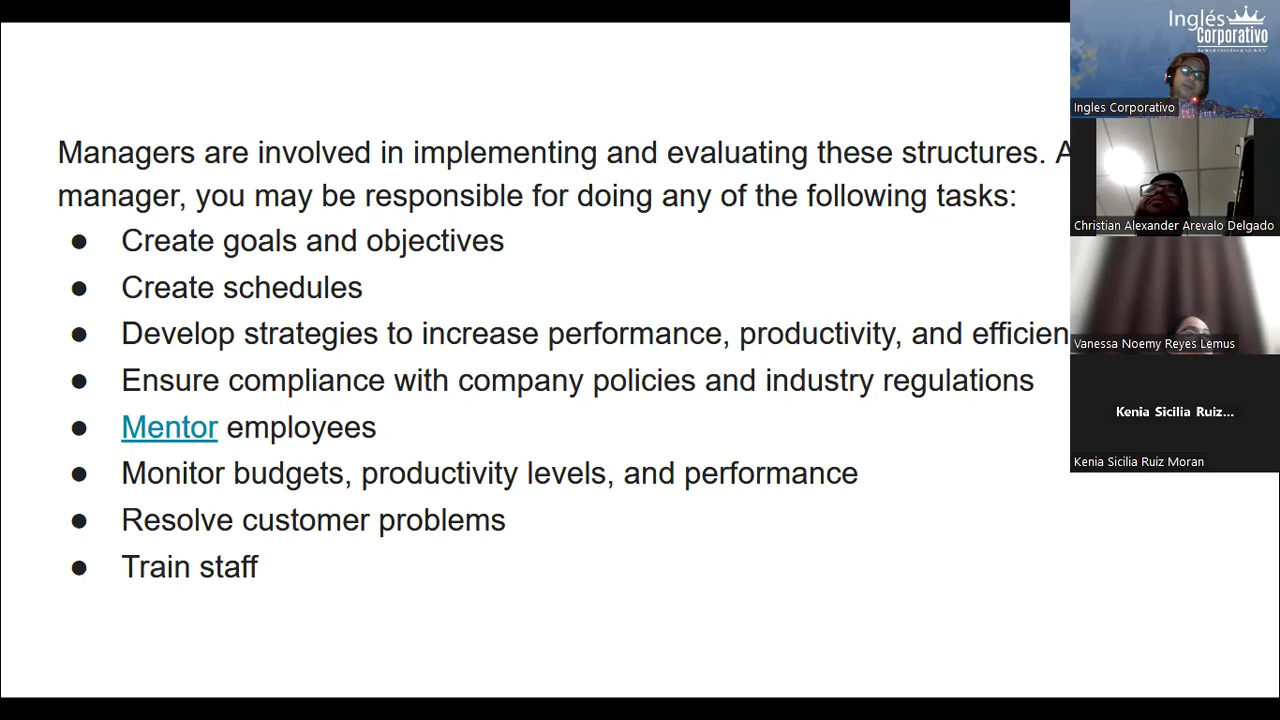 Managers are involved in implementing and evaluating these structures. A
manager, you may be responsible for doing any of the following tasks:
● Create goals and objectives
● Create schedules
● Develop strategies to increase performance, productivity, and efficien
● Ensure compliance with company policies and industry regulations
● Mentor employees
● Monitor budgets, productivity levels, and performance
● Resolve customer problems
● Train staff
Inglés
Corporativo
Ingles Corporativo
Christian Alexander Arevalo Delgado
Vanessa Noemy Reyes Lemus
Kenia Sicilia Ruiz...
Kenia Sicilia Ruiz Moran